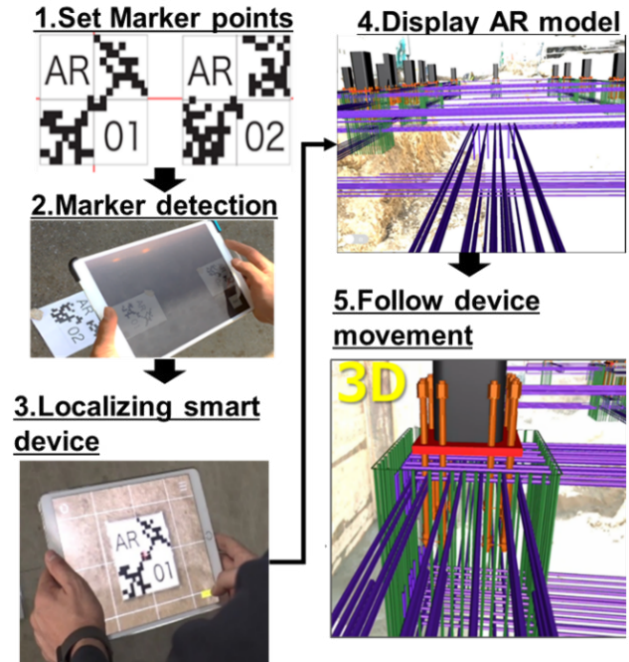 1.Set Marker points
AR
01
AR
02
2.Marker detection
AR
02
3.Localizing smart
device
AR
01
4.Display AR model
5.Follow device
movement
3D